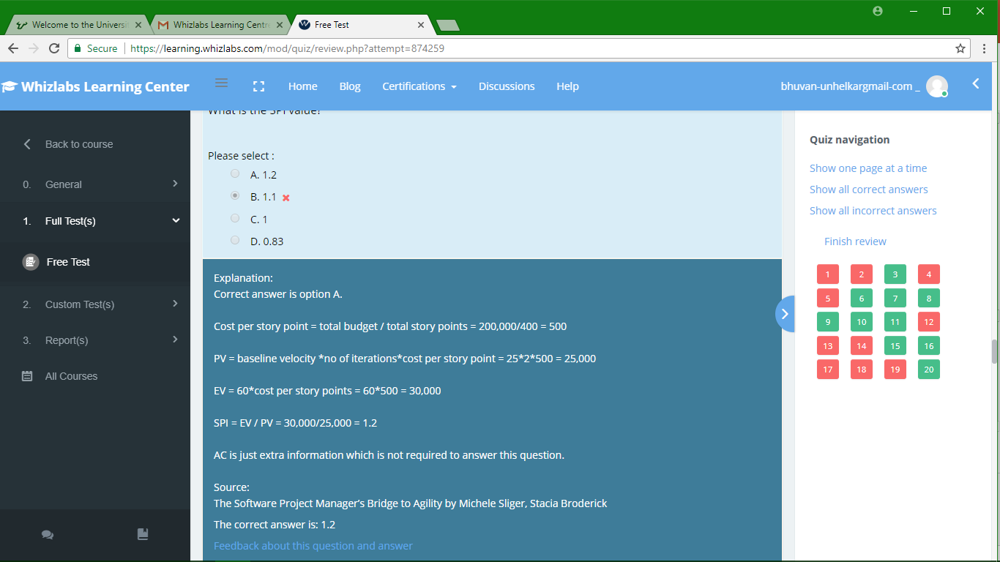 Welcome to the Universi
Whizlabs Learning Centre
Free Test
Secure https://learning.whizlabs.com/mod/quiz/review.php?attempt=874259
Whizlabs Learning Center
Home
Blog
Certifications
Discussions
Help
bhuvan-unhelkargmail-com _
Back to course
0. General
1. Full Test(s)
Free Test
2. Custom Test(s)
3. Report(s)
All Courses
What is the SPI value?
Please select :
A. 1.2
B. 1.1
C. 1
D. 0.83
Explanation:
Correct answer is option A.
Cost per story point = total budget / total story points = 200,000/400 = 500
PV = baseline velocity *no of iterations*cost per story point = 25*2*500 = 25,000
EV = 60*cost per story points = 60*500 = 30,000
SPI = EV / PV = 30,000/25,000 = 1.2
AC is just extra information which is not required to answer this question.
Source:
The Software Project Manager's Bridge to Agility by Michele Sliger, Stacia Broderick
The correct answer is: 1.2
Feedback about this question and answer
Quiz navigation
Show one page at a time
Show all correct answers
Show all incorrect answers
Finish review
1 2 3 4
5 6 7 8
9 10 11 12
13 14 15 16
17 18 19 20